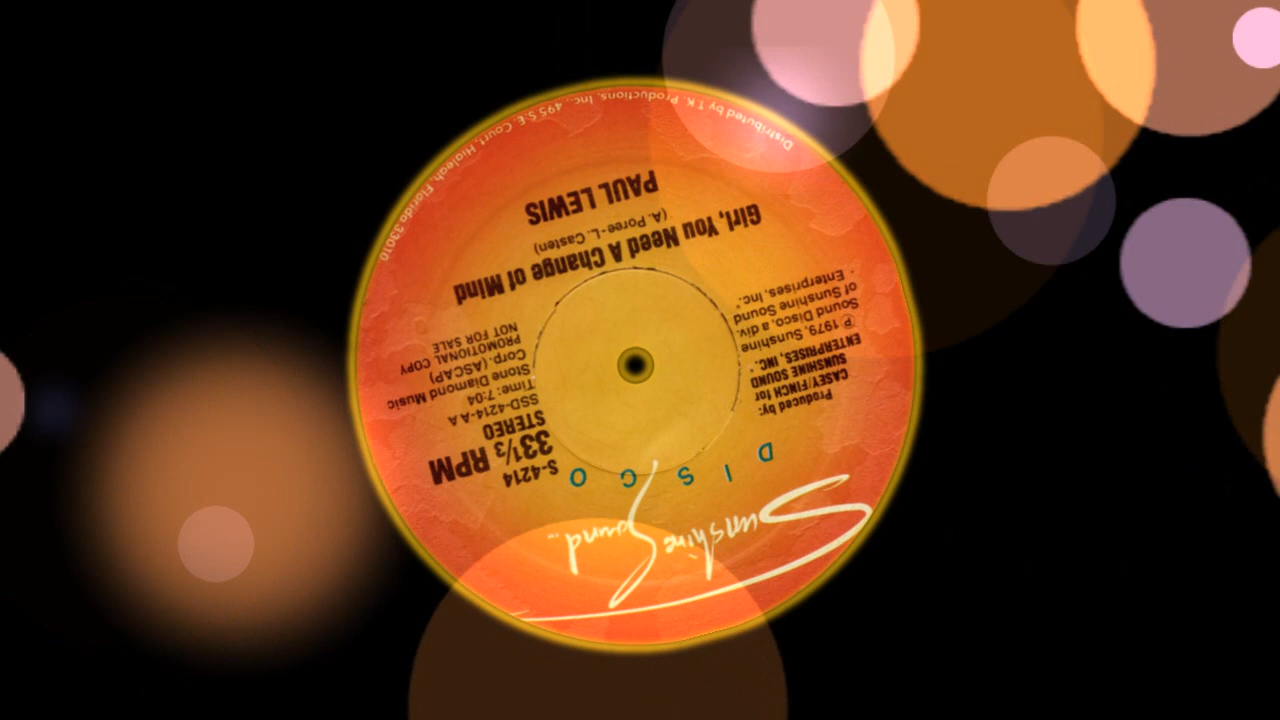 Sunshine Sound...
DISCO
S-4214
33⅓ RPM
STEREO
SSD-4214-A A
Time: 7:04
Stone Diamond Music
Corp. (ASCAP)
PROMOTIONAL COPY
NOT FOR SALE
Produced by:
CASEY/FINCH for
SUNSHINE SOUND
ENTERPRISES, INC.
Ⓟ 1979, Sunshine
Sound Disco, a div.
of Sunshine Sound
Enterprises, Inc.
Girl, You Need A Change of Mind
(A. Poree-L. Casten)
PAUL LEWIS
Distributed by T.K. Productions, Inc., 495 S.E. Court, Hialeah, Florida 33010